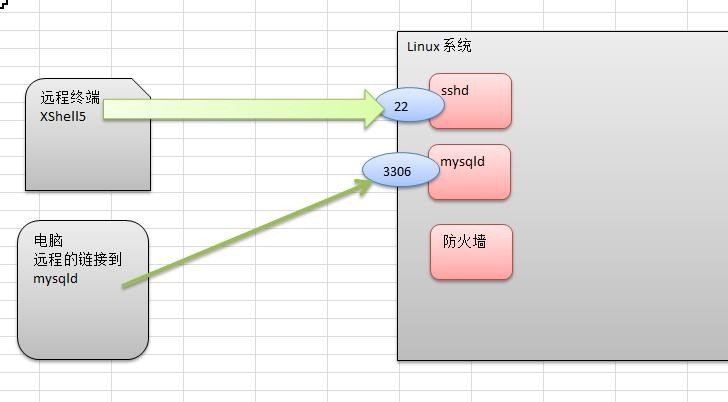 Linux 系统
远程终端
XShell5
22
sshd
3306
mysqld
电脑
远程的链接到
mysqld
防火墙